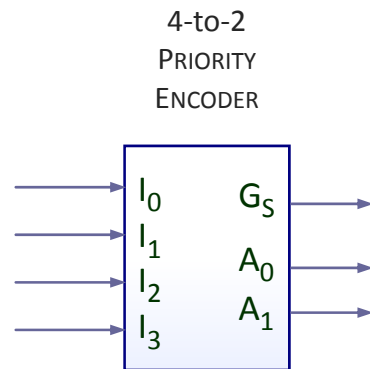 4-to-2
PRIORITY
ENCODER
I0 GS
I1
I2 A0
I3 A1